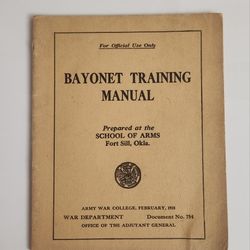 For Official Use Only
BAYONET TRAINING
MANUAL
Prepared at the
SCHOOL OF ARMS
Fort Sill, Okla.
ARMY WAR COLLEGE, FEBRUARY, 1918
WAR DEPARTMENT Document No. 754
OFFICE OF THE ADJUTANT GENERAL